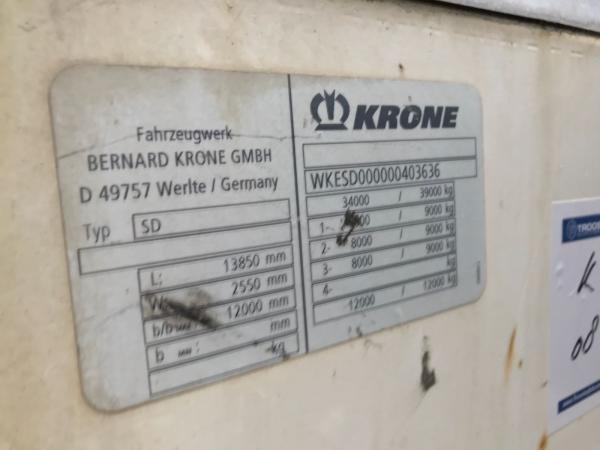 Fahrzeugwerk
BERNARD KRONE GMBH
D 49757 Werlte / Germany
Typ SD
L: 13850 mm
2550 mm
b/b 12000 mm
b mm
kg
KRONE
WKESD000000403636
34000 / 39000 kg
1- / 9000 kg
2- 8000 / 9000 kg
3- 8000 / 9000 kg
4- kg
12000 / 12000 kg
K
08